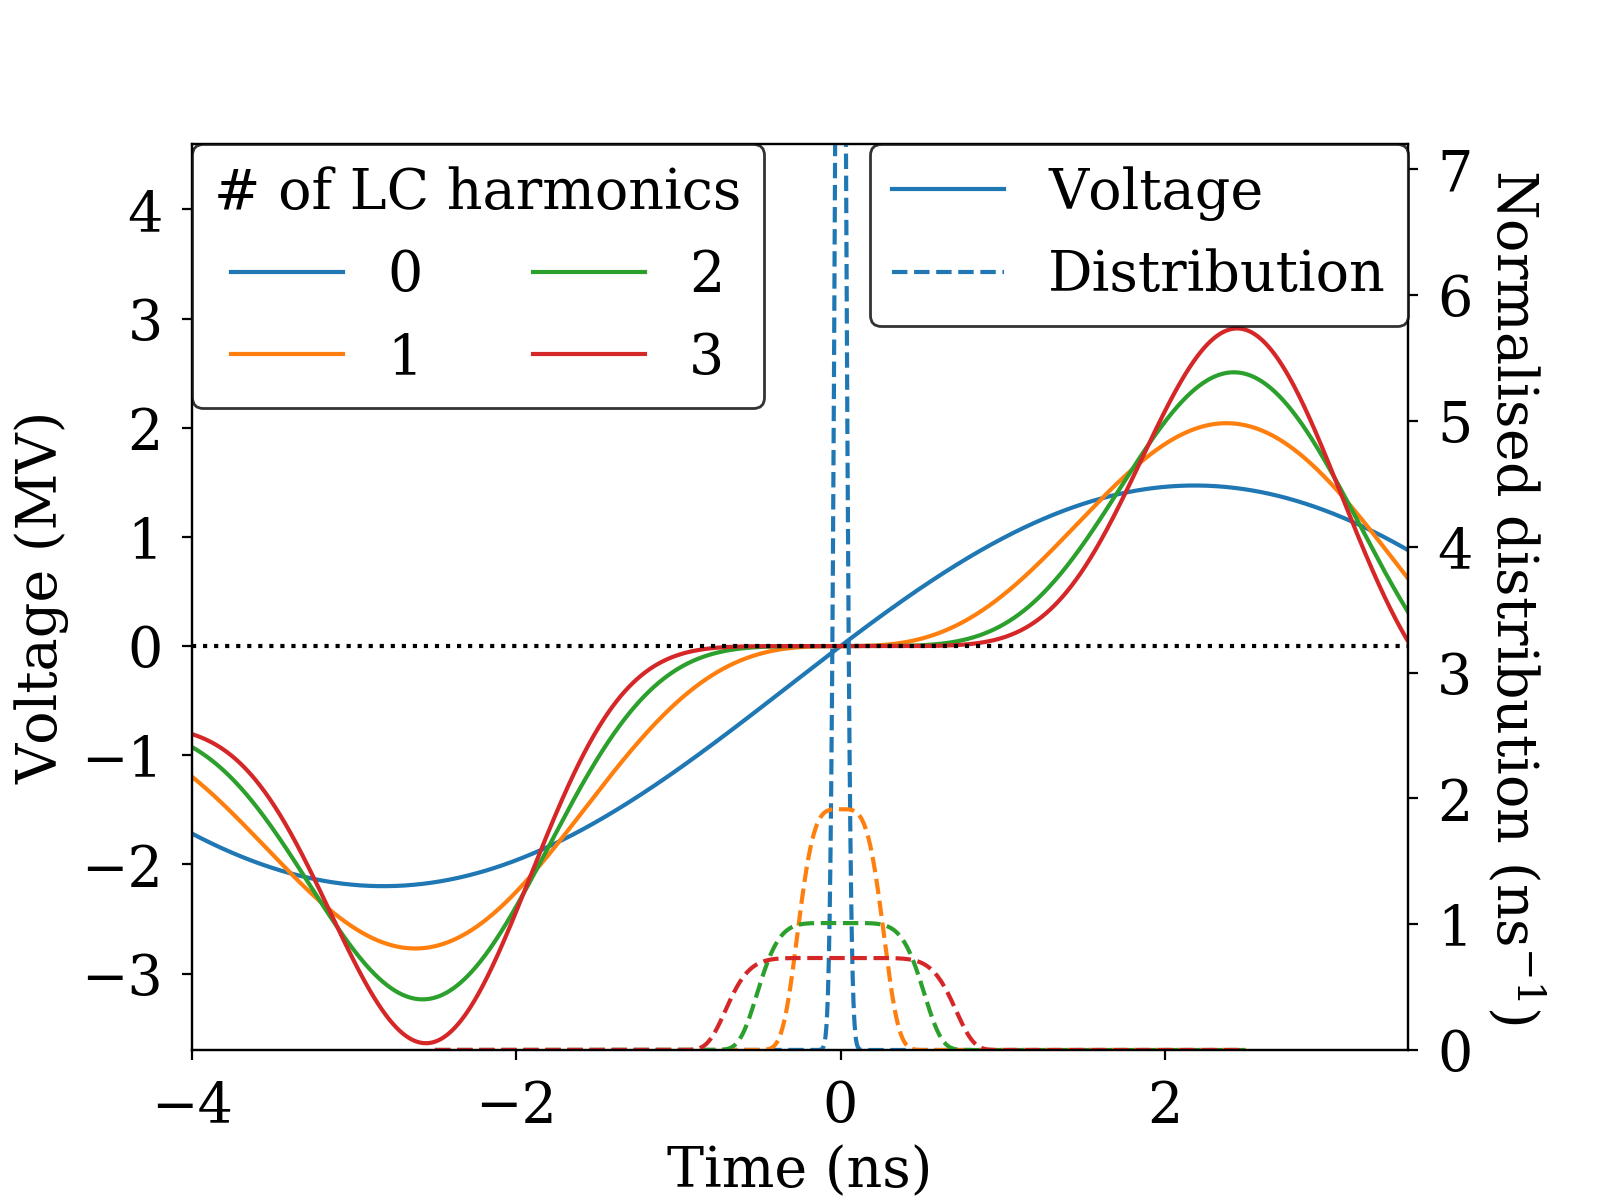 # of LC harmonics
0 2
1 3
Voltage
Distribution
4
3
2
1
0
−1
−2
−3
Voltage (MV)
7
6
5
4
3
2
1
0
Normalised distribution (ns⁻¹)
−4 −2 0 2
Time (ns)